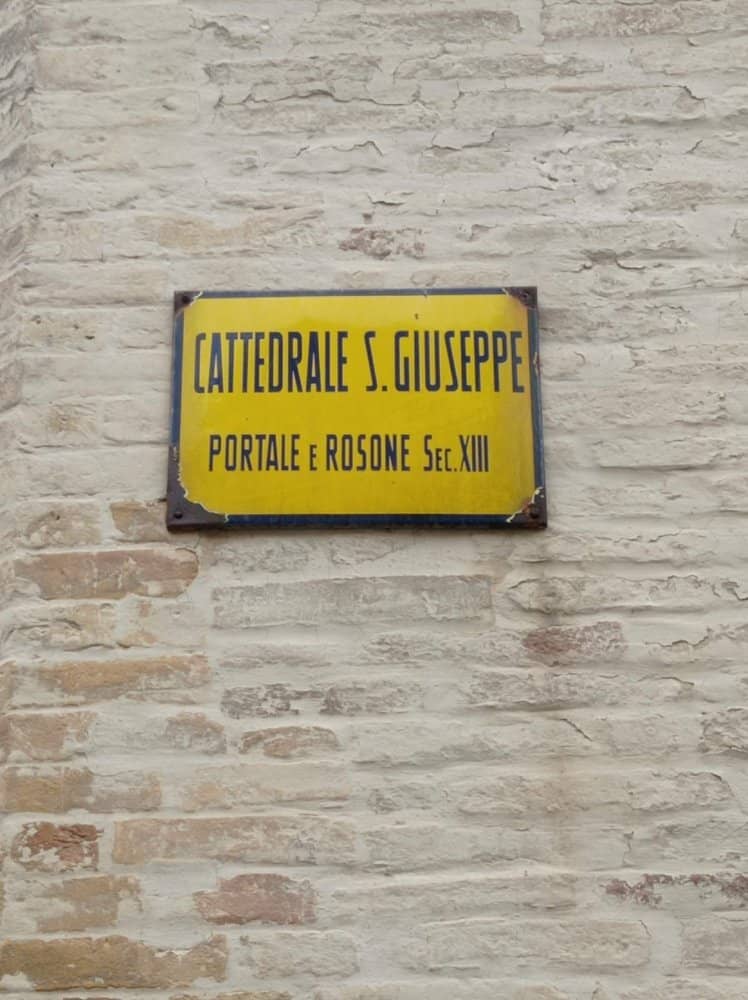 CATTEDRALE S. GIUSEPPE
PORTALE E ROSONE SEC. XIII